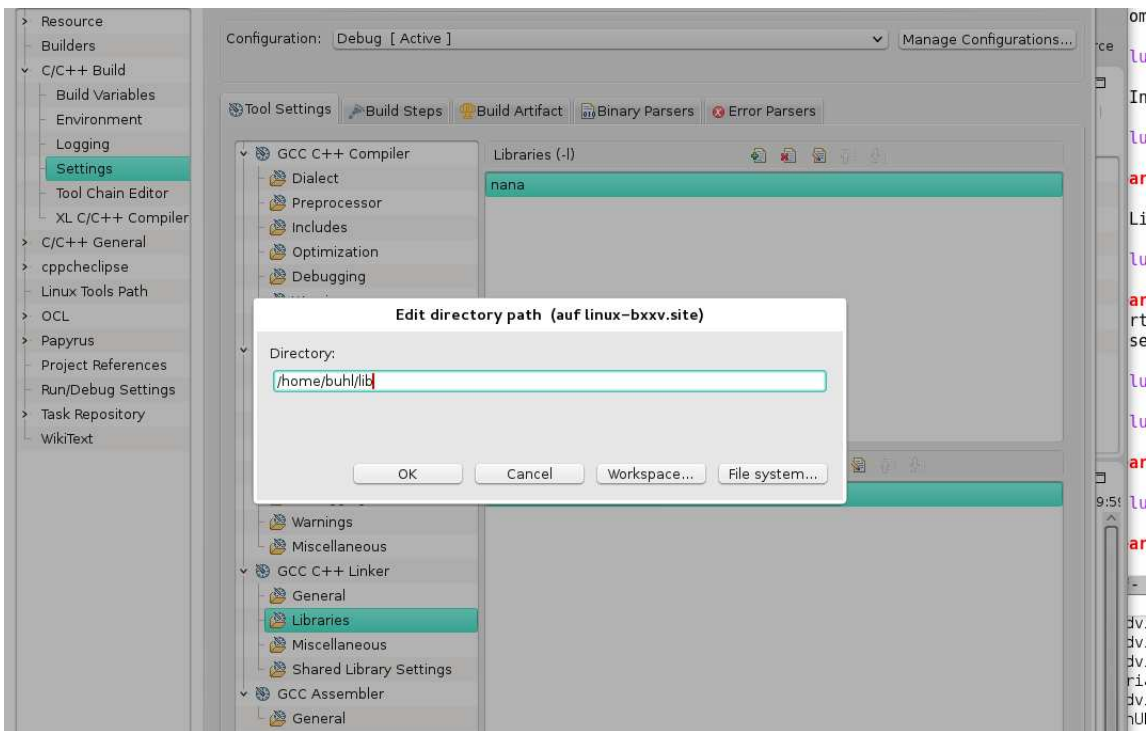 Resource
Builders
C/C++ Build
Build Variables
Environment
Logging
Settings
Tool Chain Editor
XL C/C++ Compiler
C/C++ General
cppcheclipse
Linux Tools Path
OCL
Papyrus
Project References
Run/Debug Settings
Task Repository
WikiText
Configuration: Debug [ Active ]
Manage Configurations...
Tool Settings
Build Steps
Build Artifact
Binary Parsers
Error Parsers
GCC C++ Compiler
Dialect
Preprocessor
Includes
Optimization
Debugging
Libraries (-l)
nana
Edit directory path (auf linux-bxxv.site)
Directory:
/home/buhl/lib
OK
Cancel
Workspace...
File system...
Warnings
Miscellaneous
GCC C++ Linker
General
Libraries
Miscellaneous
Shared Library Settings
GCC Assembler
General